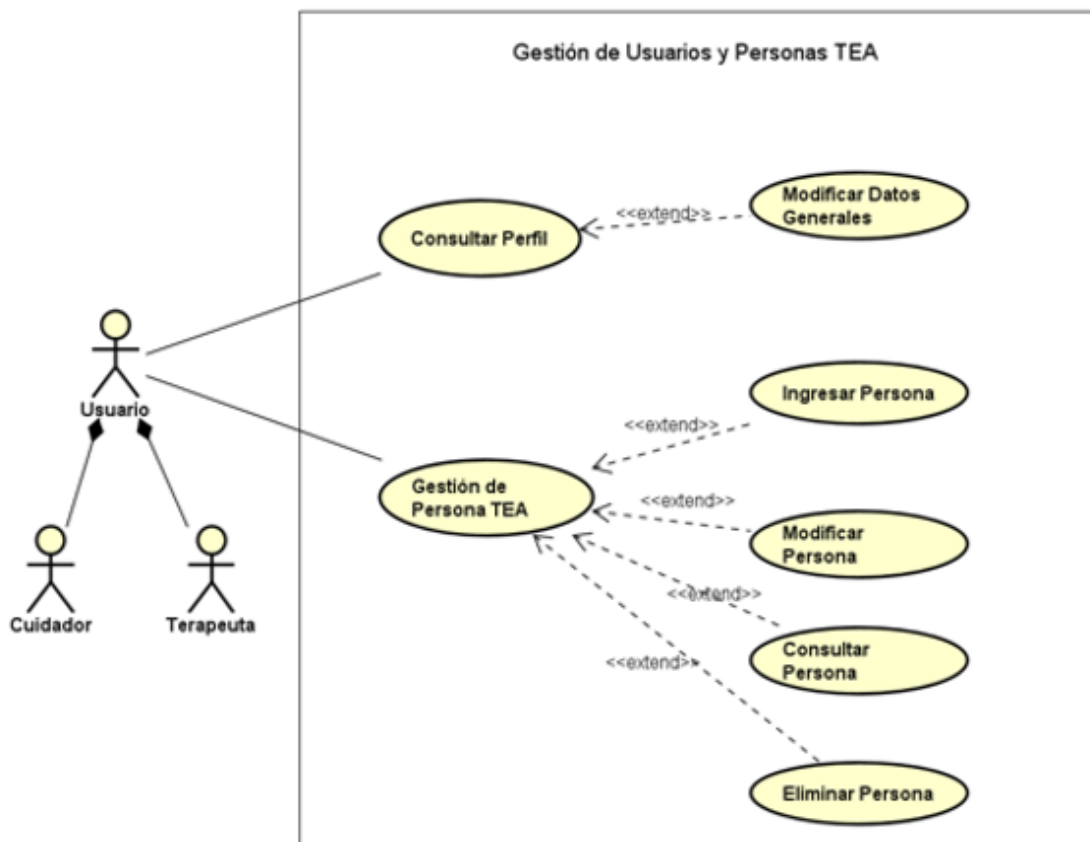 Gestión de Usuarios y Personas TEA
Modificar Datos
Generales
<<extend>>
Consultar Perfil
Ingresar Persona
Usuario
<<extend>>
Gestión de
Persona TEA
<<extend>>
Modificar
Persona
<<extend>>
Cuidador
Terapeuta
Consultar
Persona
<<extend>>
Eliminar Persona